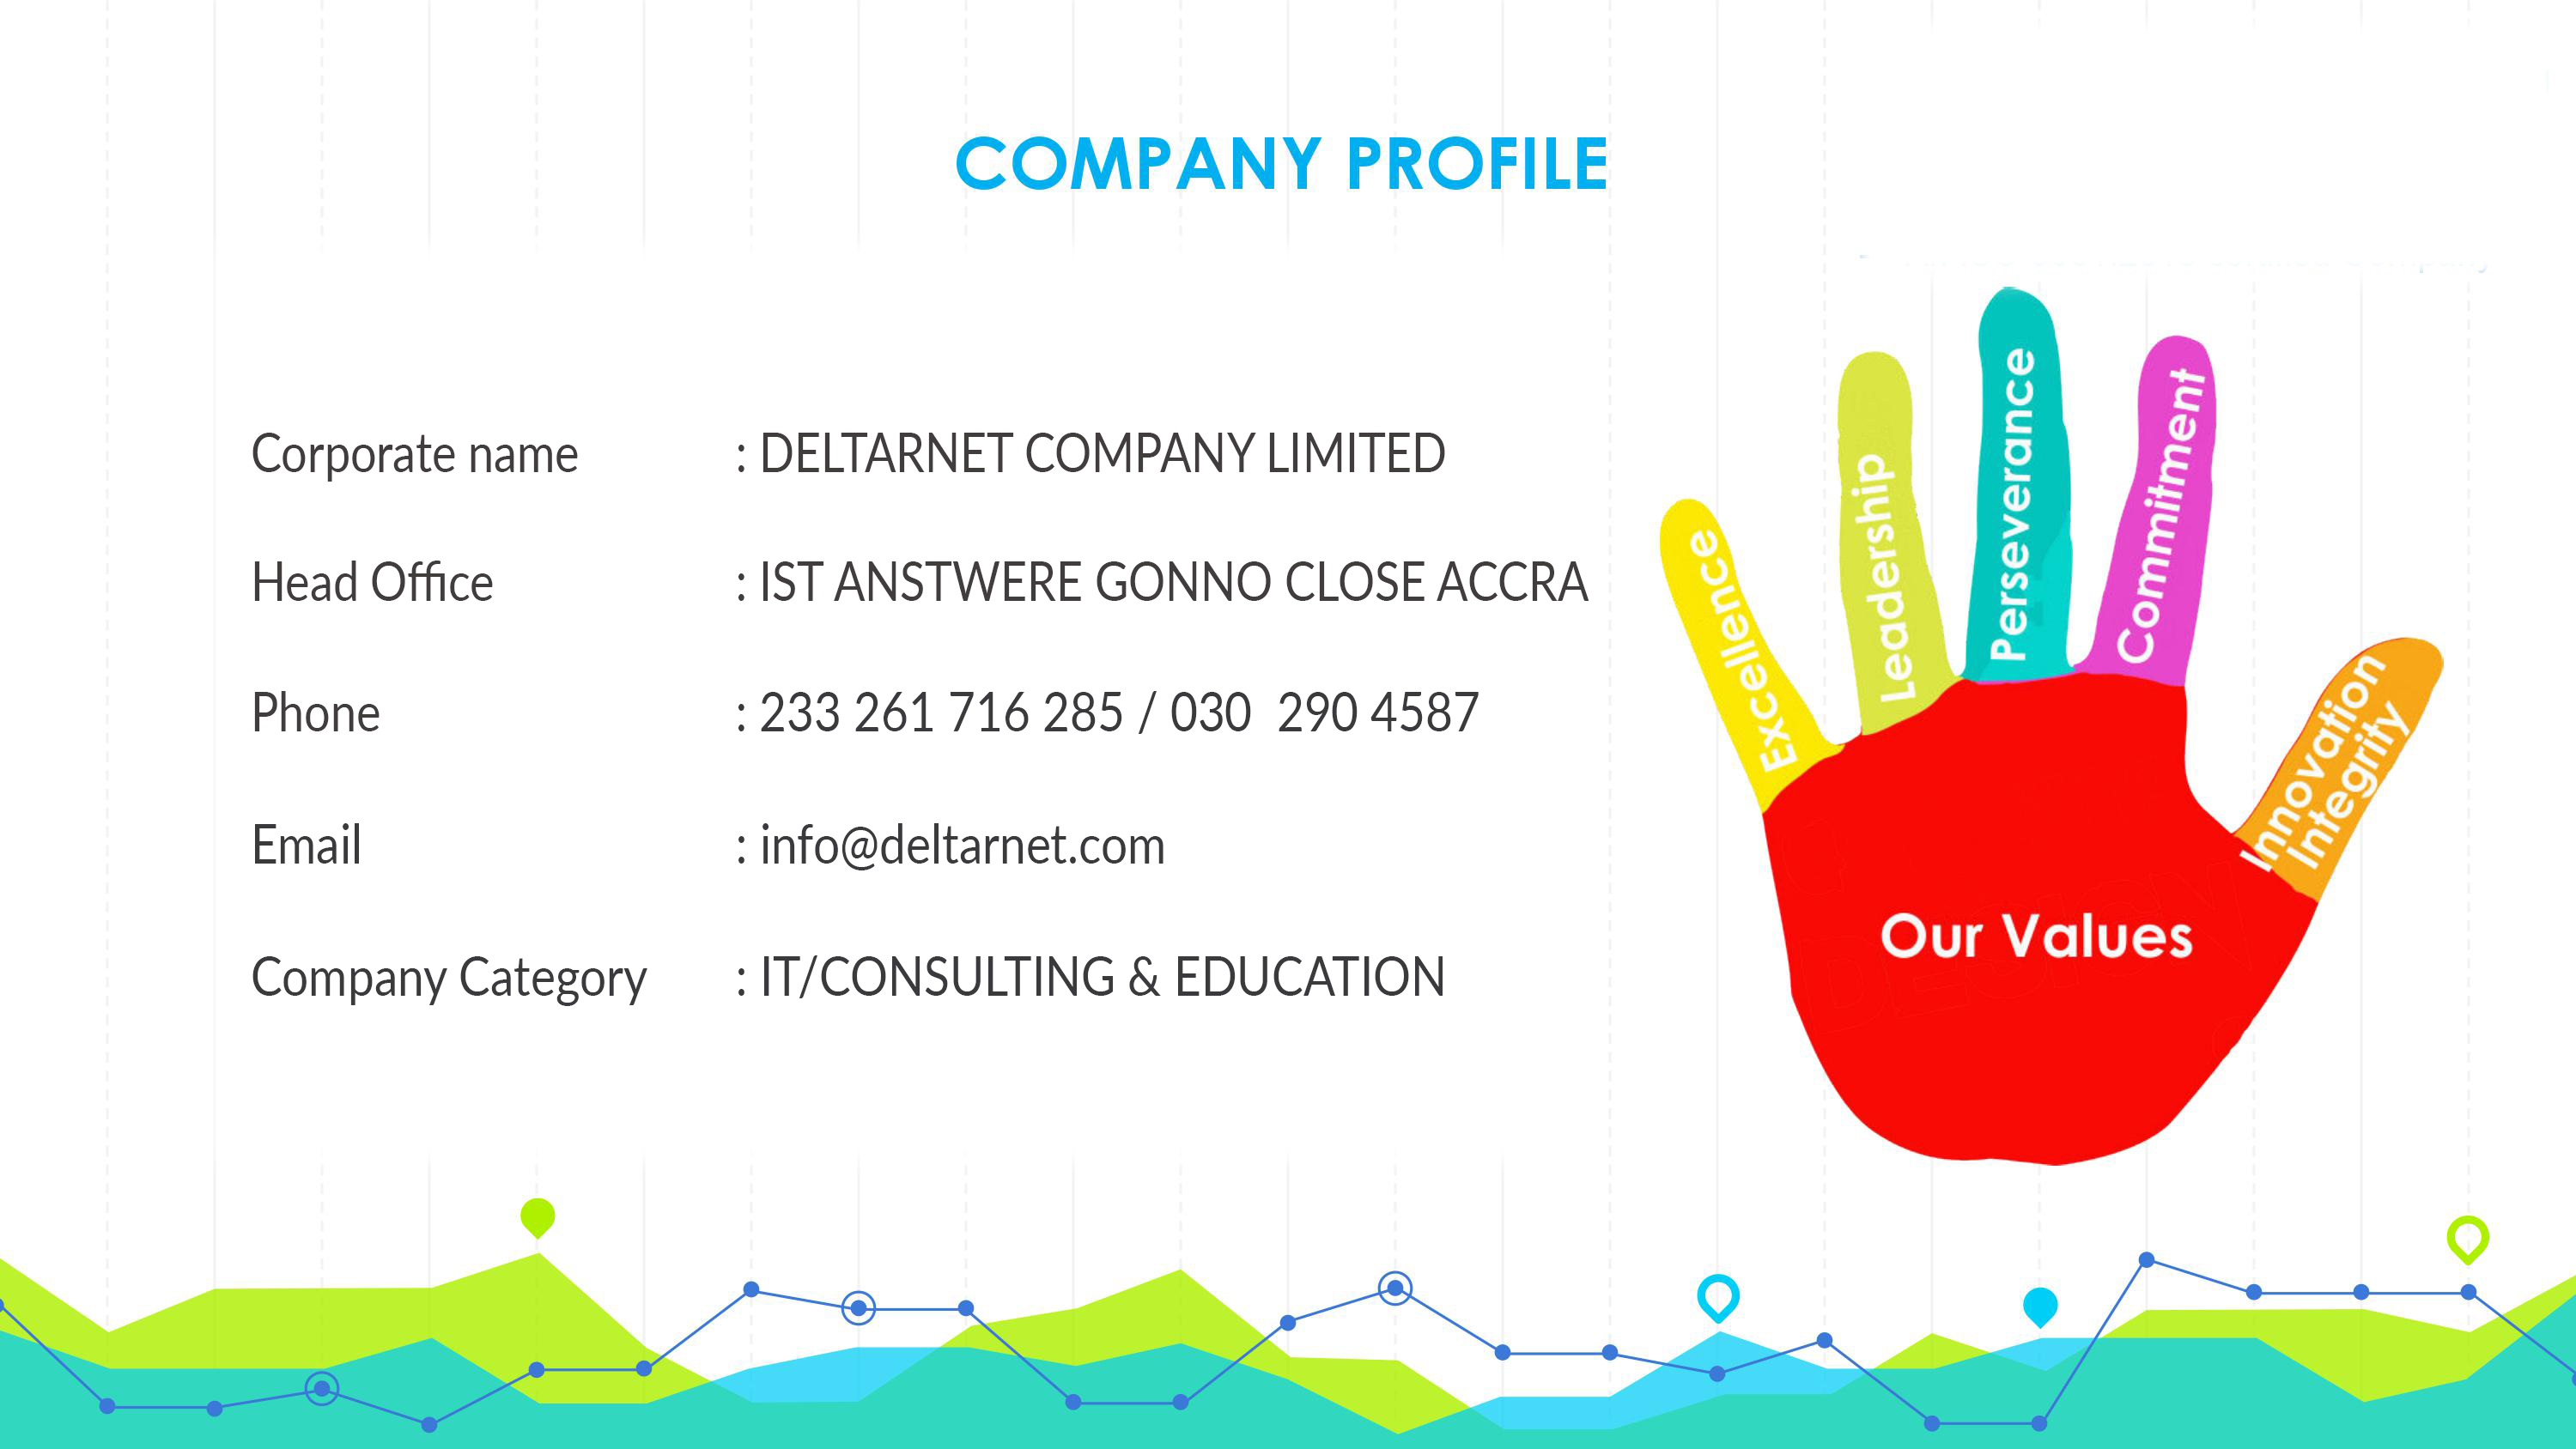 COMPANY PROFILE
Corporate name : DELTARNET COMPANY LIMITED
Head Office : IST ANSTWERE GONNO CLOSE ACCRA
Phone : 233 261 716 285 / 030 290 4587
Email : info@deltarnet.com
Company Category : IT/CONSULTING & EDUCATION
Excellence
Leadership
Perseverance
Commitment
Innovation
Integrity
Our Values